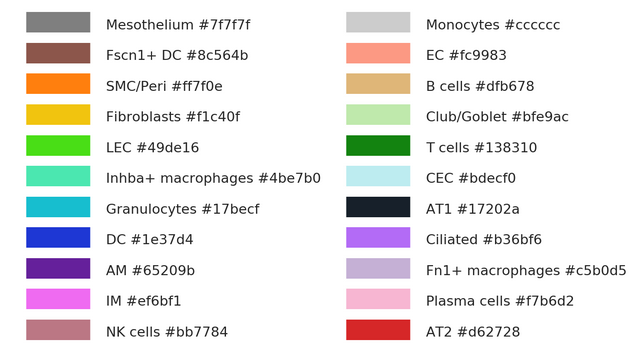 Mesothelium #7f7f7f
Fscn1+ DC #8c564b
SMC/Peri #ff7f0e
Fibroblasts #f1c40f
LEC #49de16
Inhba+ macrophages #4be7b0
Granulocytes #17becf
DC #1e37d4
AM #65209b
IM #ef6bf1
NK cells #bb7784
Monocytes #cccccc
EC #fc9983
B cells #dfb678
Club/Goblet #bfe9ac
T cells #138310
CEC #bdecf0
AT1 #17202a
Ciliated #b36bf6
Fn1+ macrophages #c5b0d5
Plasma cells #f7b6d2
AT2 #d62728